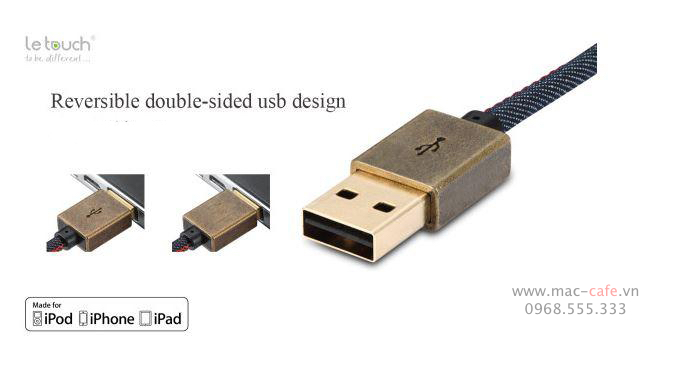 le touch®
to be different...
Reversible double-sided usb design
Made for
iPod iPhone iPad
www.mac-cafe.vn
0968.555.333